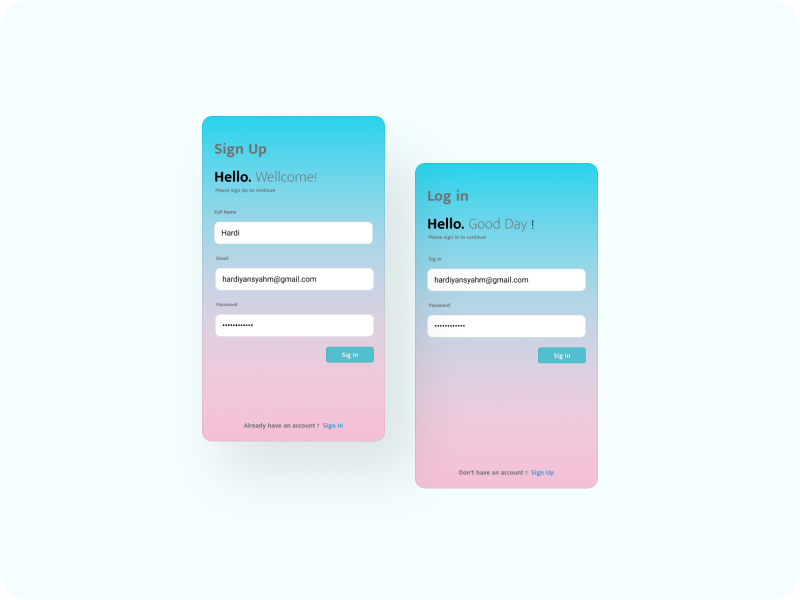 Sign Up
Hello. Wellcome!
Please sign Up to continue
Full Name
Hardi
Email
hardiyansyahm@gmail.com
Password
••••••••••••
Sig In
Already have an account ? Sign In
Log in
Hello. Good Day !
Please sign in to continue
Sig In
hardiyansyahm@gmail.com
Password
••••••••••••
Sig In
Don't have an account ? Sign Up